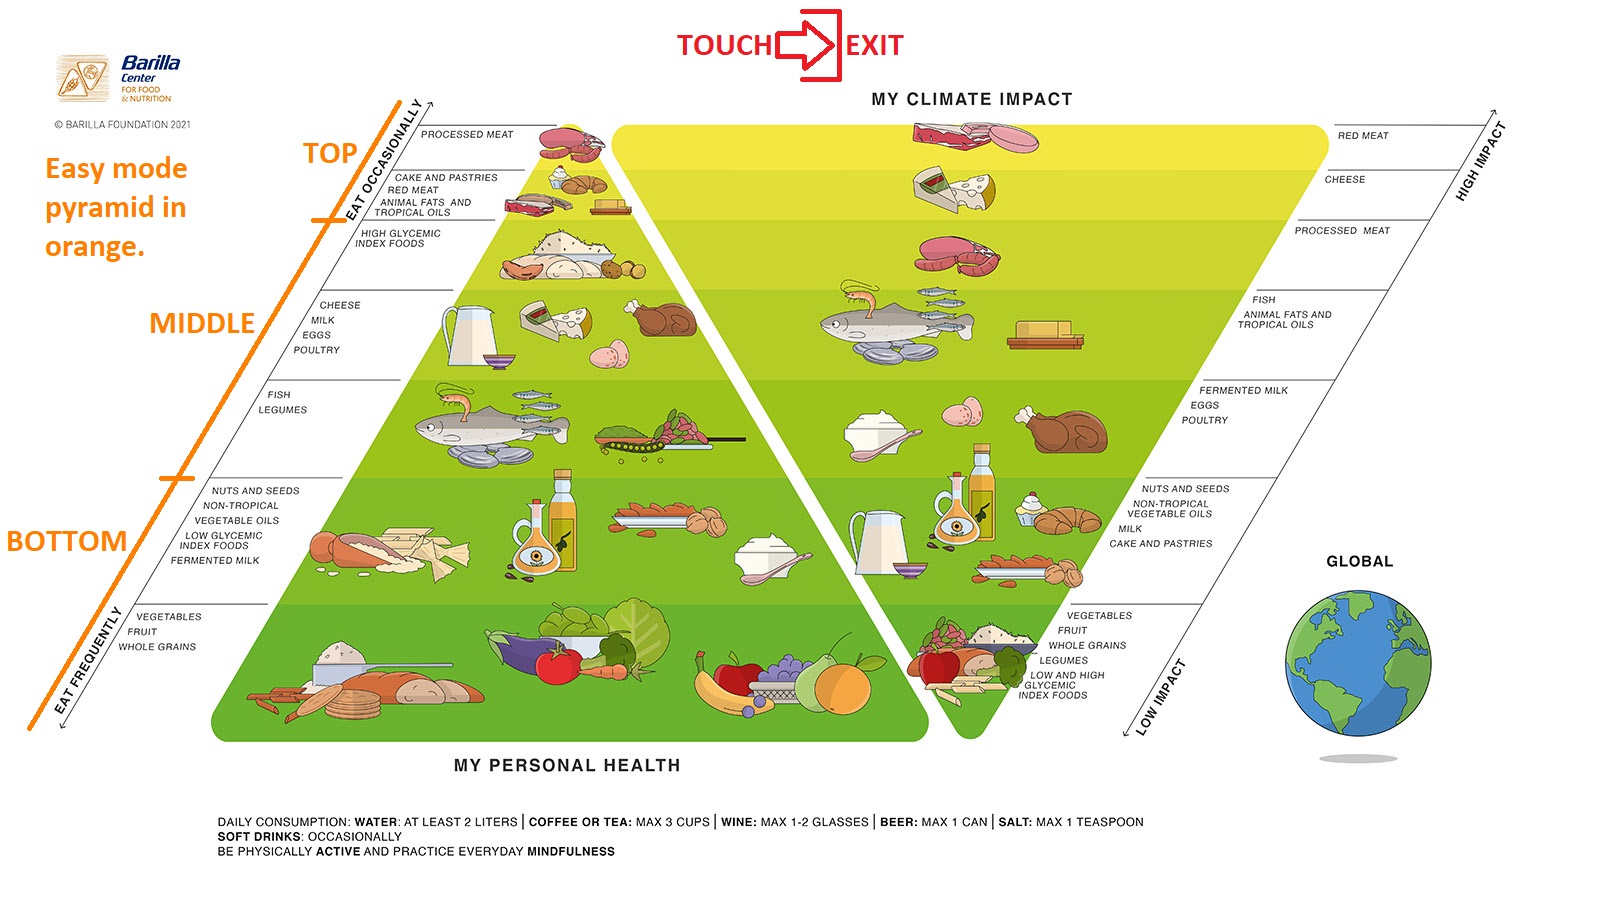 TOUCH EXIT
Barilla
Center
FOR FOOD
& NUTRITION
© BARILLA FOUNDATION 2021
Easy mode
pyramid in
orange.
TOP
MIDDLE
BOTTOM
EAT OCCASIONALLY
EAT FREQUENTLY
PROCESSED MEAT
CAKE AND PASTRIES
RED MEAT
ANIMAL FATS AND
TROPICAL OILS
HIGH GLYCEMIC
INDEX FOODS
CHEESE
MILK
EGGS
POULTRY
FISH
LEGUMES
NUTS AND SEEDS
NON-TROPICAL
VEGETABLE OILS
LOW GLYCEMIC
INDEX FOODS
FERMENTED MILK
VEGETABLES
FRUIT
WHOLE GRAINS
MY PERSONAL HEALTH
MY CLIMATE IMPACT
RED MEAT
CHEESE
PROCESSED MEAT
FISH
ANIMAL FATS AND
TROPICAL OILS
FERMENTED MILK
EGGS
POULTRY
NUTS AND SEEDS
NON-TROPICAL
VEGETABLE OILS
MILK
CAKE AND PASTRIES
VEGETABLES
FRUIT
WHOLE GRAINS
LEGUMES
LOW AND HIGH
GLYCEMIC
INDEX FOODS
HIGH IMPACT
LOW IMPACT
GLOBAL
DAILY CONSUMPTION: WATER: AT LEAST 2 LITERS | COFFEE OR TEA: MAX 3 CUPS | WINE: MAX 1-2 GLASSES | BEER: MAX 1 CAN | SALT: MAX 1 TEASPOON
SOFT DRINKS: OCCASIONALLY
BE PHYSICALLY ACTIVE AND PRACTICE EVERYDAY MINDFULNESS